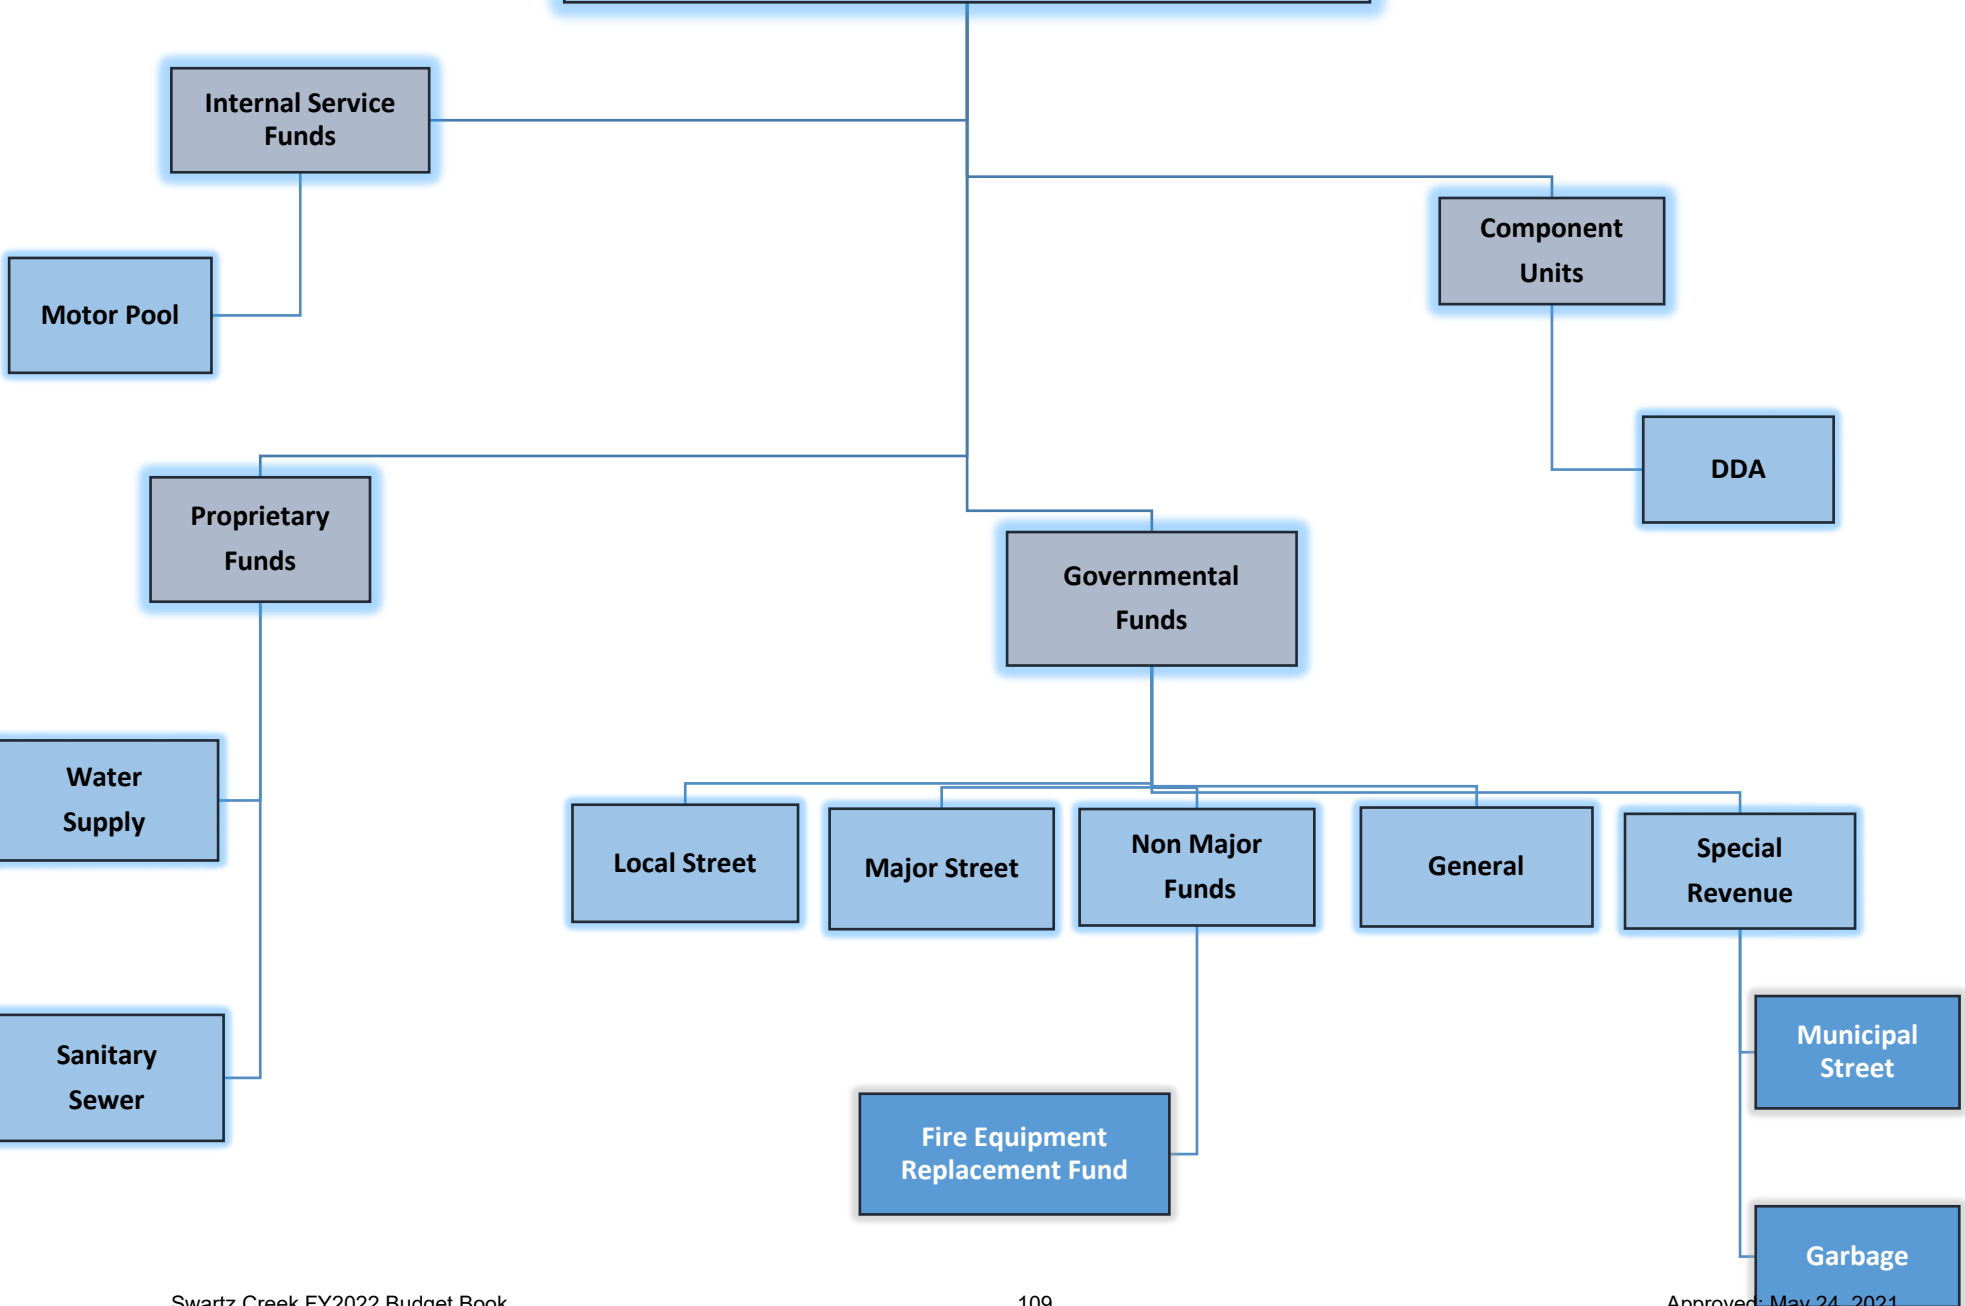 Internal Service
Funds
Component
Units
Motor Pool
DDA
Proprietary
Funds
Governmental
Funds
Water
Supply
Local Street
Major Street
Non Major
Funds
General
Special
Revenue
Sanitary
Sewer
Municipal
Street
Fire Equipment
Replacement Fund
Garbage
Swartz Creek FY2022 Budget Book
109
Approved: May 24, 2021